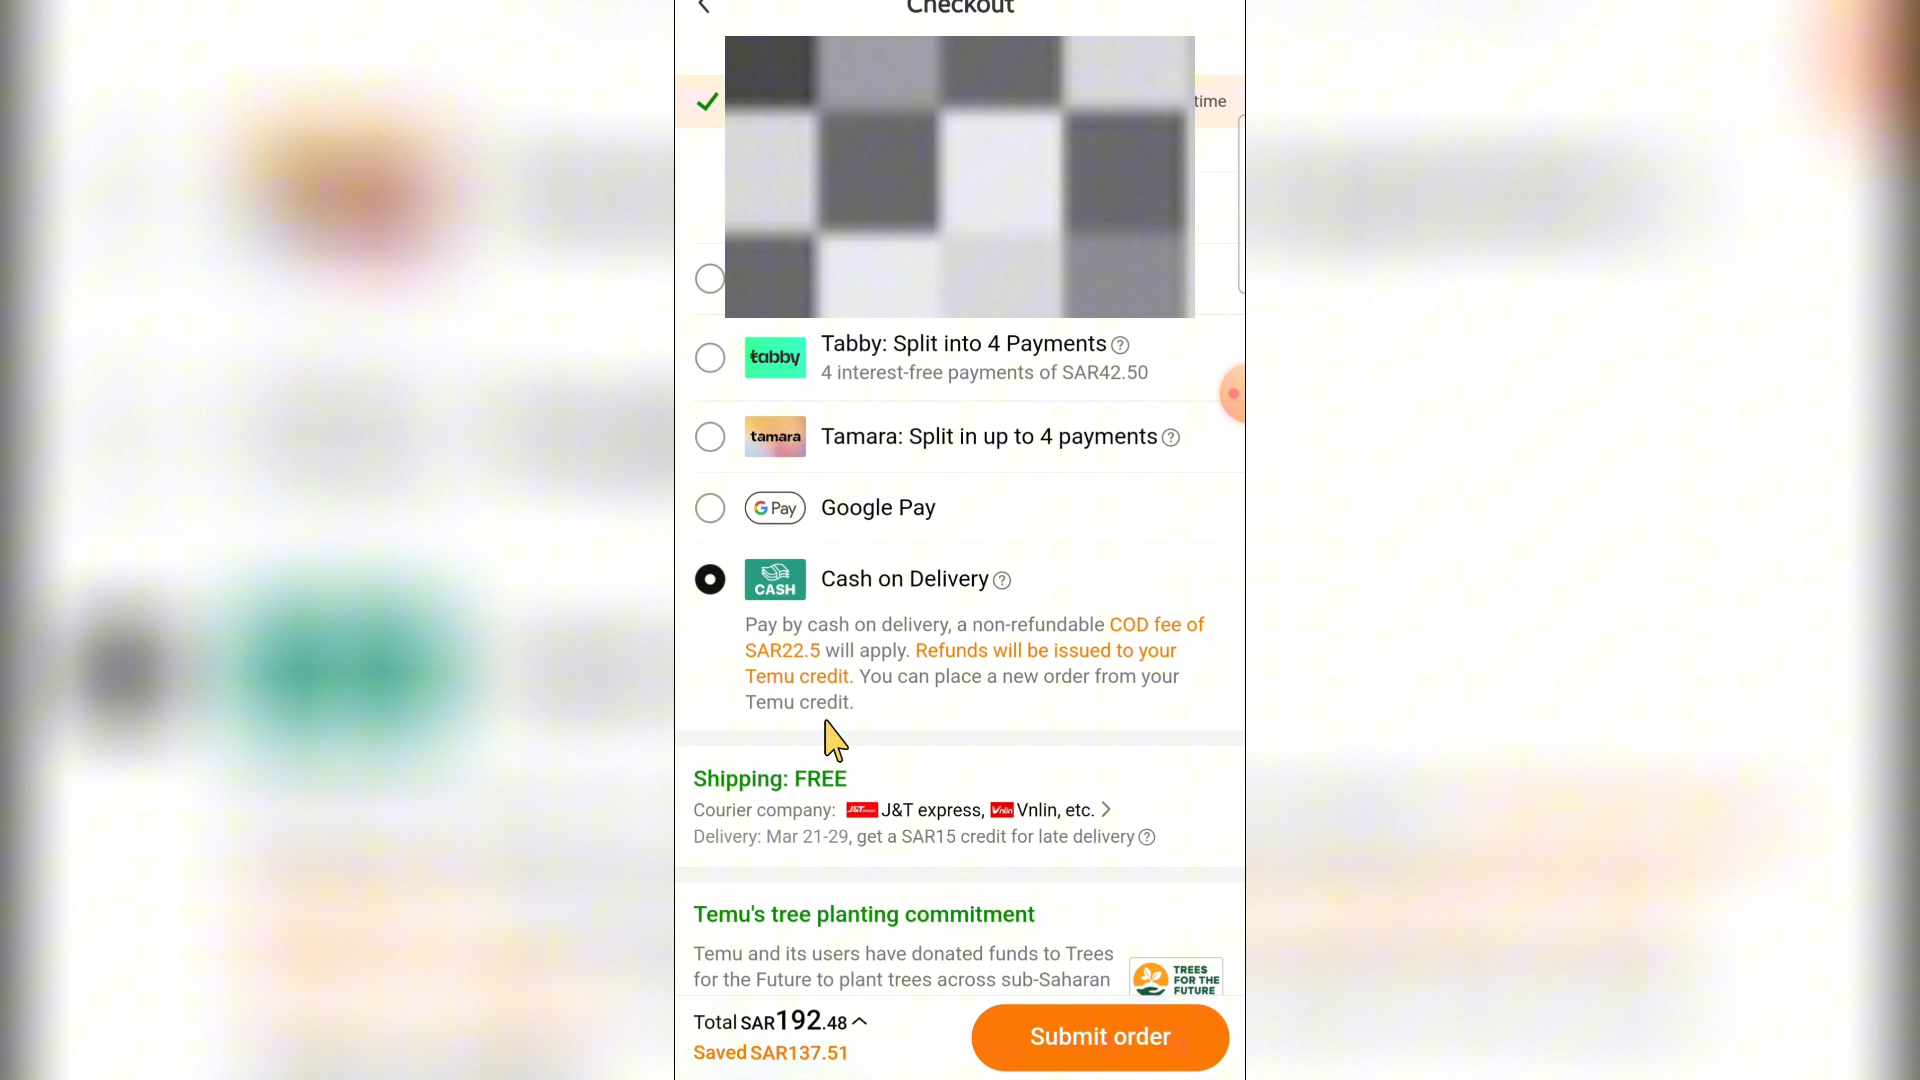 Checkout
time
tabby
Tabby: Split into 4 Payments
4 interest-free payments of SAR42.50
tamara
Tamara: Split in up to 4 payments
G Pay
Google Pay
CASH
Cash on Delivery
Pay by cash on delivery, a non-refundable COD fee of
SAR22.5 will apply. Refunds will be issued to your
Temu credit. You can place a new order from your
Temu credit.
Shipping: FREE
Courier company: J&T express, Vnlin, etc.
Delivery: Mar 21-29, get a SAR15 credit for late delivery
Temu's tree planting commitment
Temu and its users have donated funds to Trees
for the Future to plant trees across sub-Saharan
TREES
FOR THE
FUTURE
Total SAR192.48
Saved SAR137.51
Submit order